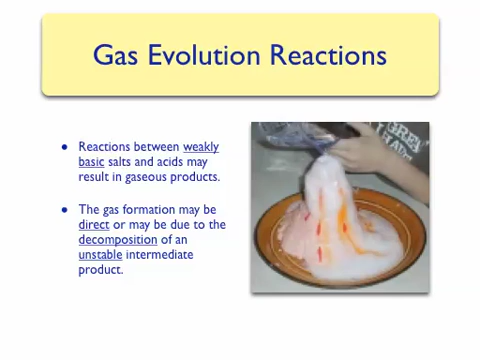 Gas Evolution Reactions
• Reactions between weakly
basic salts and acids may
result in gaseous products.
• The gas formation may be
direct or may be due to the
decomposition of an
unstable intermediate
product.